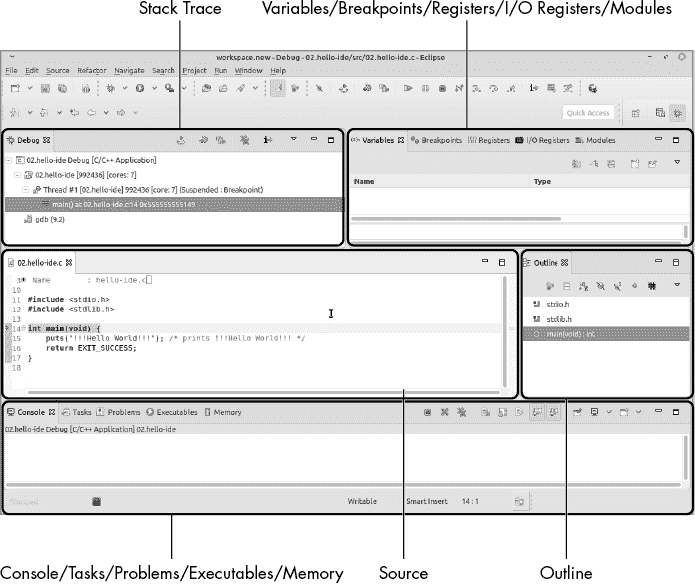 Stack Trace
Variables/Breakpoints/Registers/I/O Registers/Modules
workspace.new - Debug - 02.hello-ide/src/02.hello-ide.c - Eclipse
File Edit Source Refactor Navigate Search Project Run Window Help
Quick Access
Debug
02.hello-ide Debug [C/C++ Application]
02.hello-ide [992436] [cores: 7]
Thread #1 [02.hello-ide] 992436 [core: 7] (Suspended : Breakpoint)
main() at 02.hello-ide.c:14 0x555555555149
gdb (9.2)
Variables Breakpoints Registers I/O Registers Modules
Name Type
02.hello-ide.c
3 Name : hello-ide.c
10
11 #include <stdio.h>
12 #include <stdlib.h>
13
14 int main(void) {
15 puts("!!!Hello World!!!"); /* prints !!!Hello World!!! */
16 return EXIT_SUCCESS;
17 }
18
Outline
stdio.h
stdlib.h
main(void) : int
Console Tasks Problems Executables Memory
02.hello-ide Debug [C/C++ Application] 02.hello-ide
Writable Smart Insert 14 : 1
Console/Tasks/Problems/Executables/Memory
Source
Outline